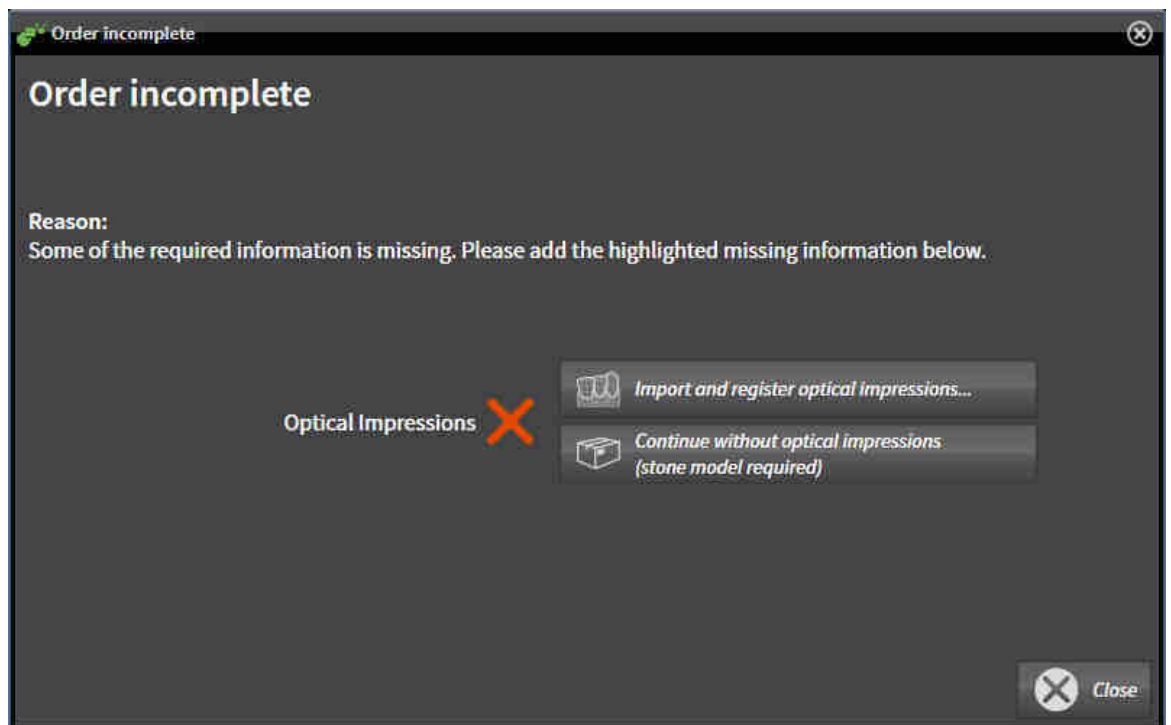 Order incomplete
Order incomplete
Reason:
Some of the required information is missing. Please add the highlighted missing information below.
Optical Impressions
Import and register optical impressions...
Continue without optical impressions
(stone model required)
Close